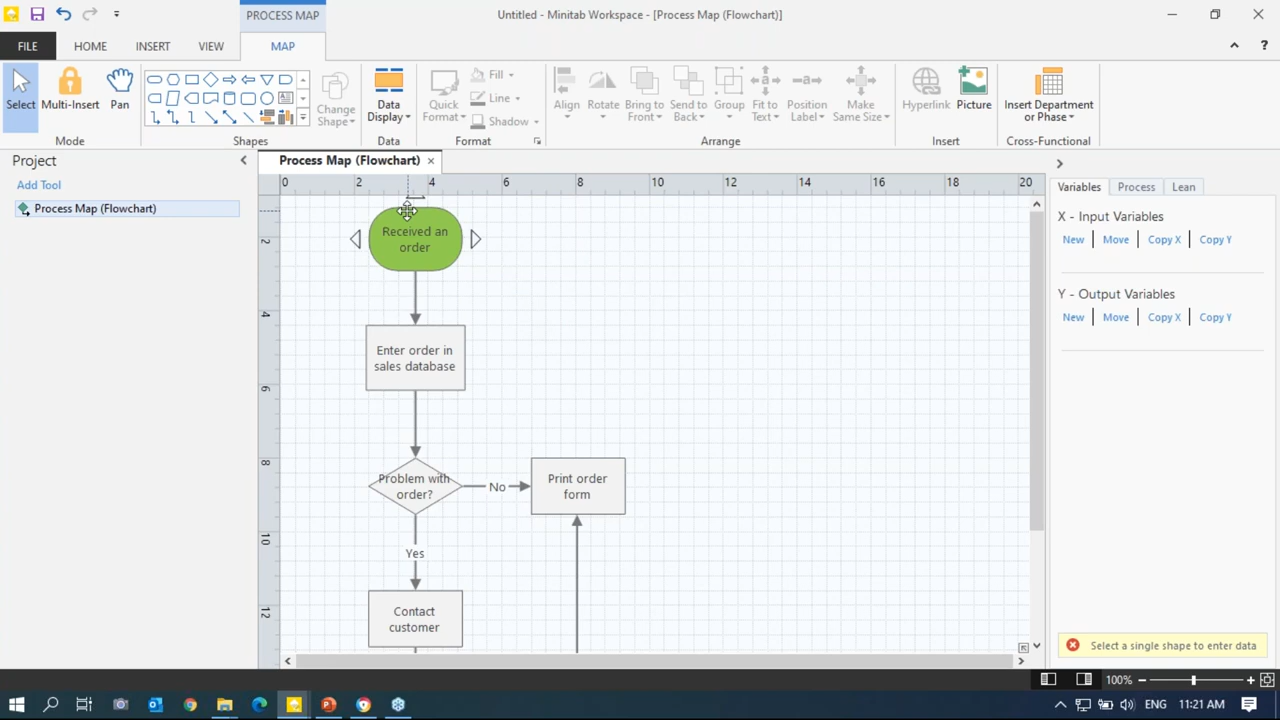 PROCESS MAP
Untitled - Minitab Workspace - [Process Map (Flowchart)]
FILE
HOME
INSERT
VIEW
MAP
?
Select
Multi-Insert
Pan
Change
Shape
Data
Display
Quick
Format
Fill
Line
Shadow
Align
Rotate
Bring to
Front
Send to
Back
Group
Fit to
Text
Position
Label
Make
Same Size
Hyperlink
Picture
Insert Department
or Phase
Mode
Shapes
Data
Format
Arrange
Insert
Cross-Functional
Project
Add Tool
Process Map (Flowchart)
Process Map (Flowchart)
0 2 4 6 8 10 12 14 16 18 20
2
4
6
8
10
12
Received an
order
Enter order in
sales database
Problem with
order?
No
Print order
form
Yes
Contact
customer
Variables
Process
Lean
X - Input Variables
New
Move
Copy X
Copy Y
Y - Output Variables
New
Move
Copy X
Copy Y
Select a single shape to enter data
100%
ENG
11:21 AM